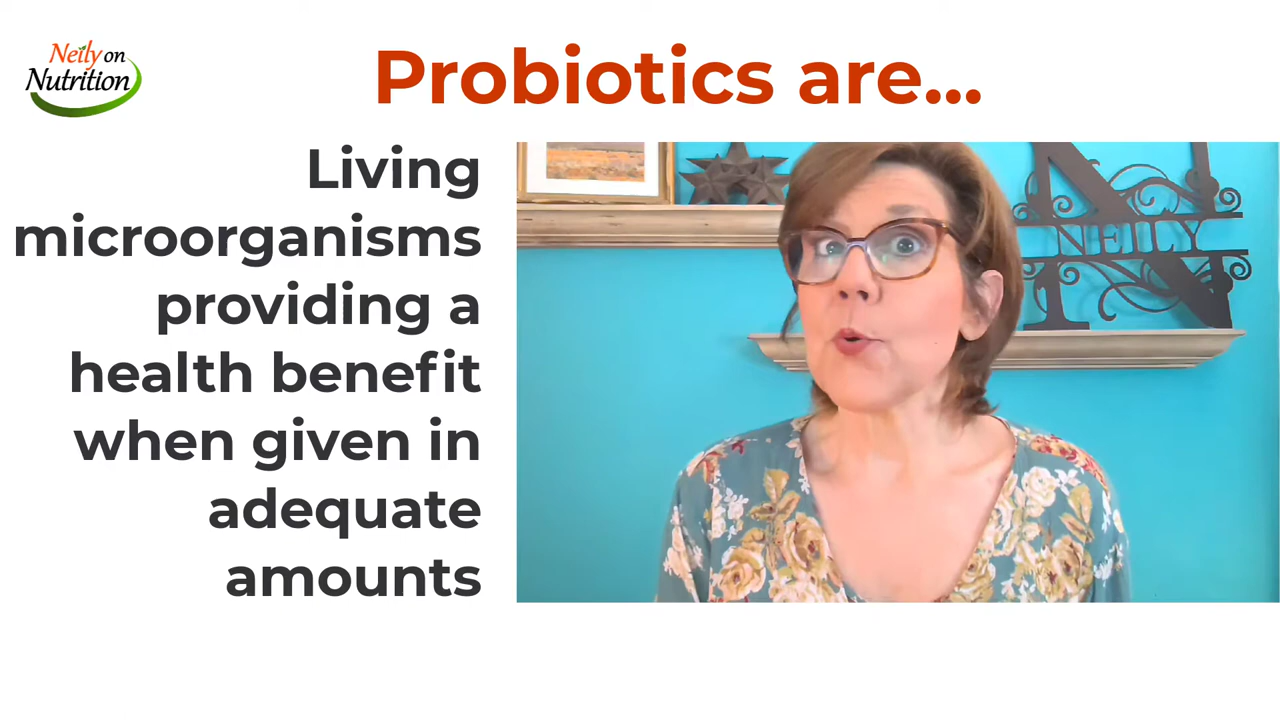 Neily on
Nutrition
Probiotics are...
Living
microorganisms
providing a
health benefit
when given in
adequate
amounts
N
NEILY